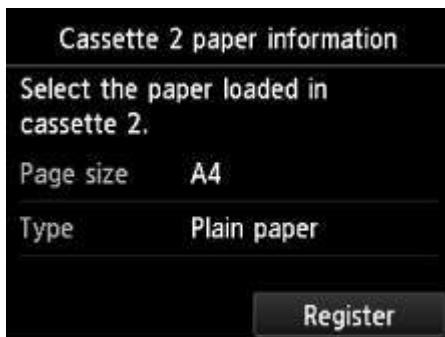 Cassette 2 paper information
Select the paper loaded in
cassette 2.
Page size A4
Type Plain paper
Register